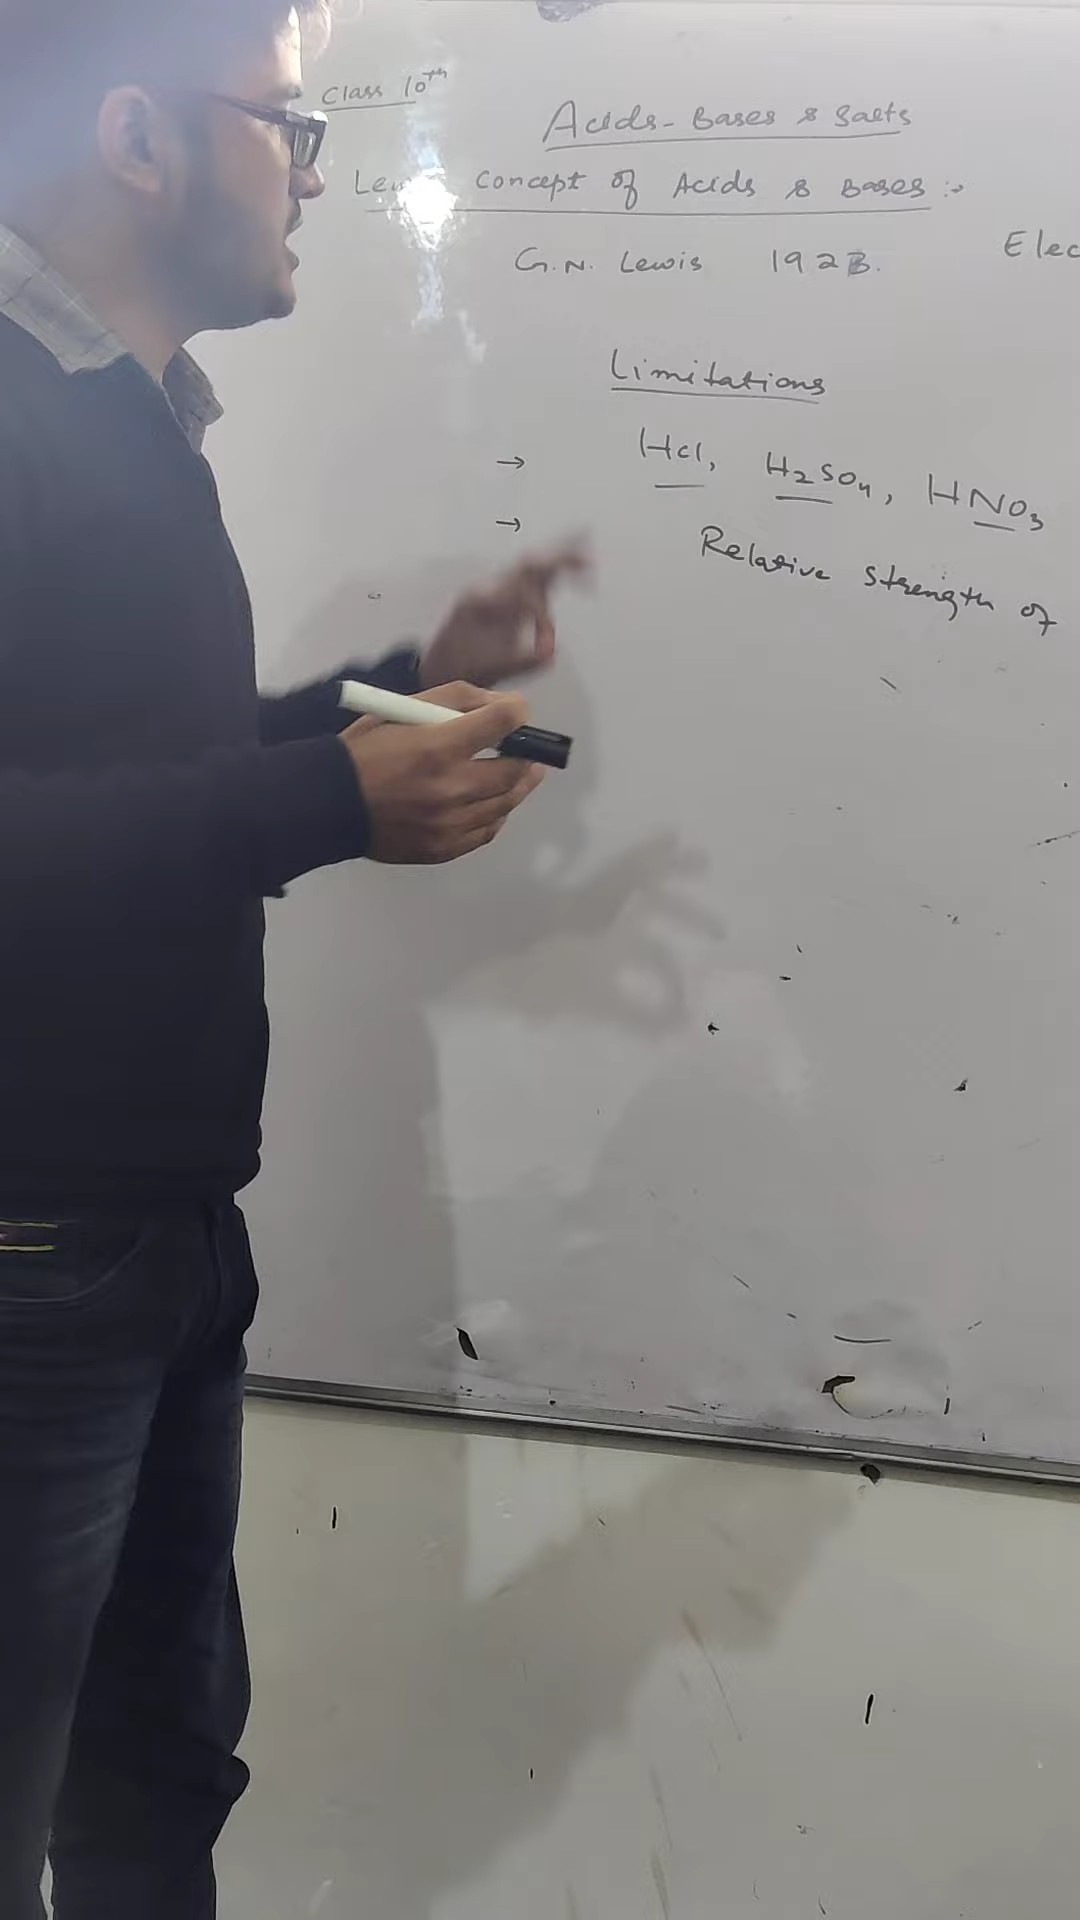 Class 10th
Acids-Bases & Salts
Concept of Acids & Bases :-
G.N. Lewis 1923.
Limitations
→ HCl, H2SO4, HNO3
→ Relative Strength of